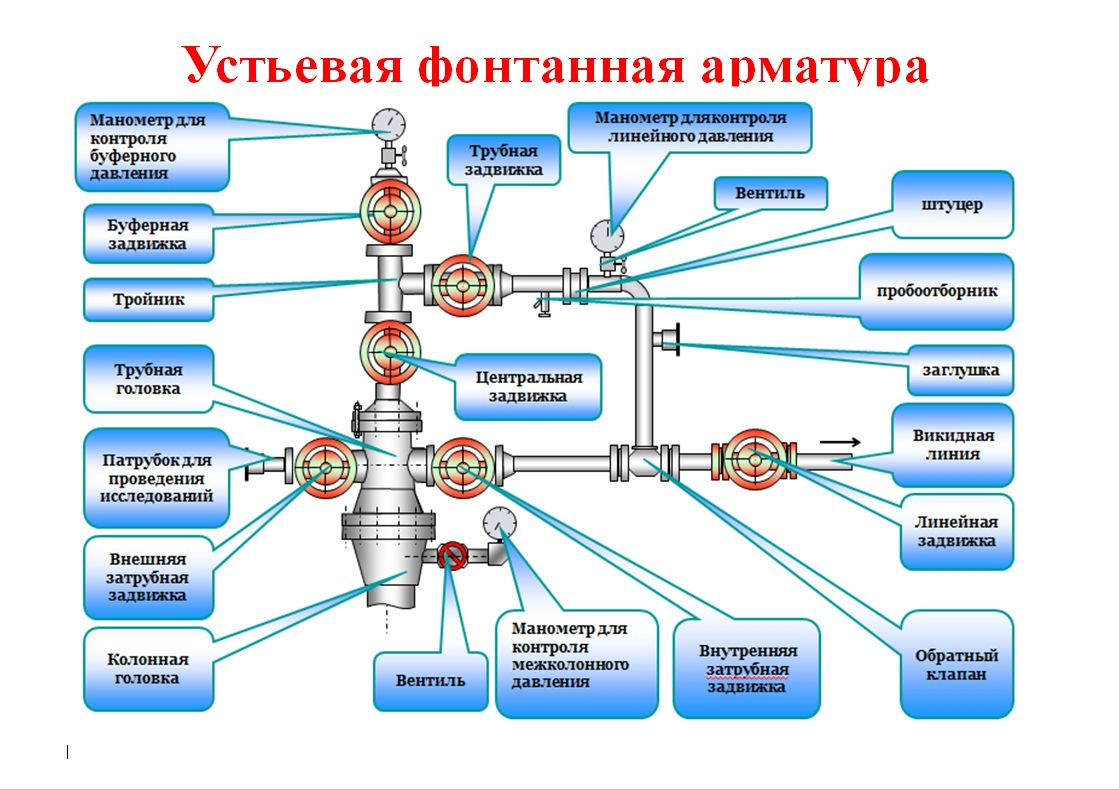 Устьевая фонтанная арматура
Манометр для
контроля
буферного
давления
Манометр дляконтроля
линейного давления
Трубная
задвижка
Вентиль
штуцер
Буферная
задвижка
пробоотборник
Тройник
Трубная
головка
Центральная
задвижка
заглушка
Викидная
линия
Патрубок для
проведения
исследований
Линейная
задвижка
Внешняя
затрубная
задвижка
Манометр для
контроля
межколонного
давления
Внутренняя
затрубная
задвижка
Обратный
клапан
Колонная
головка
Вентиль